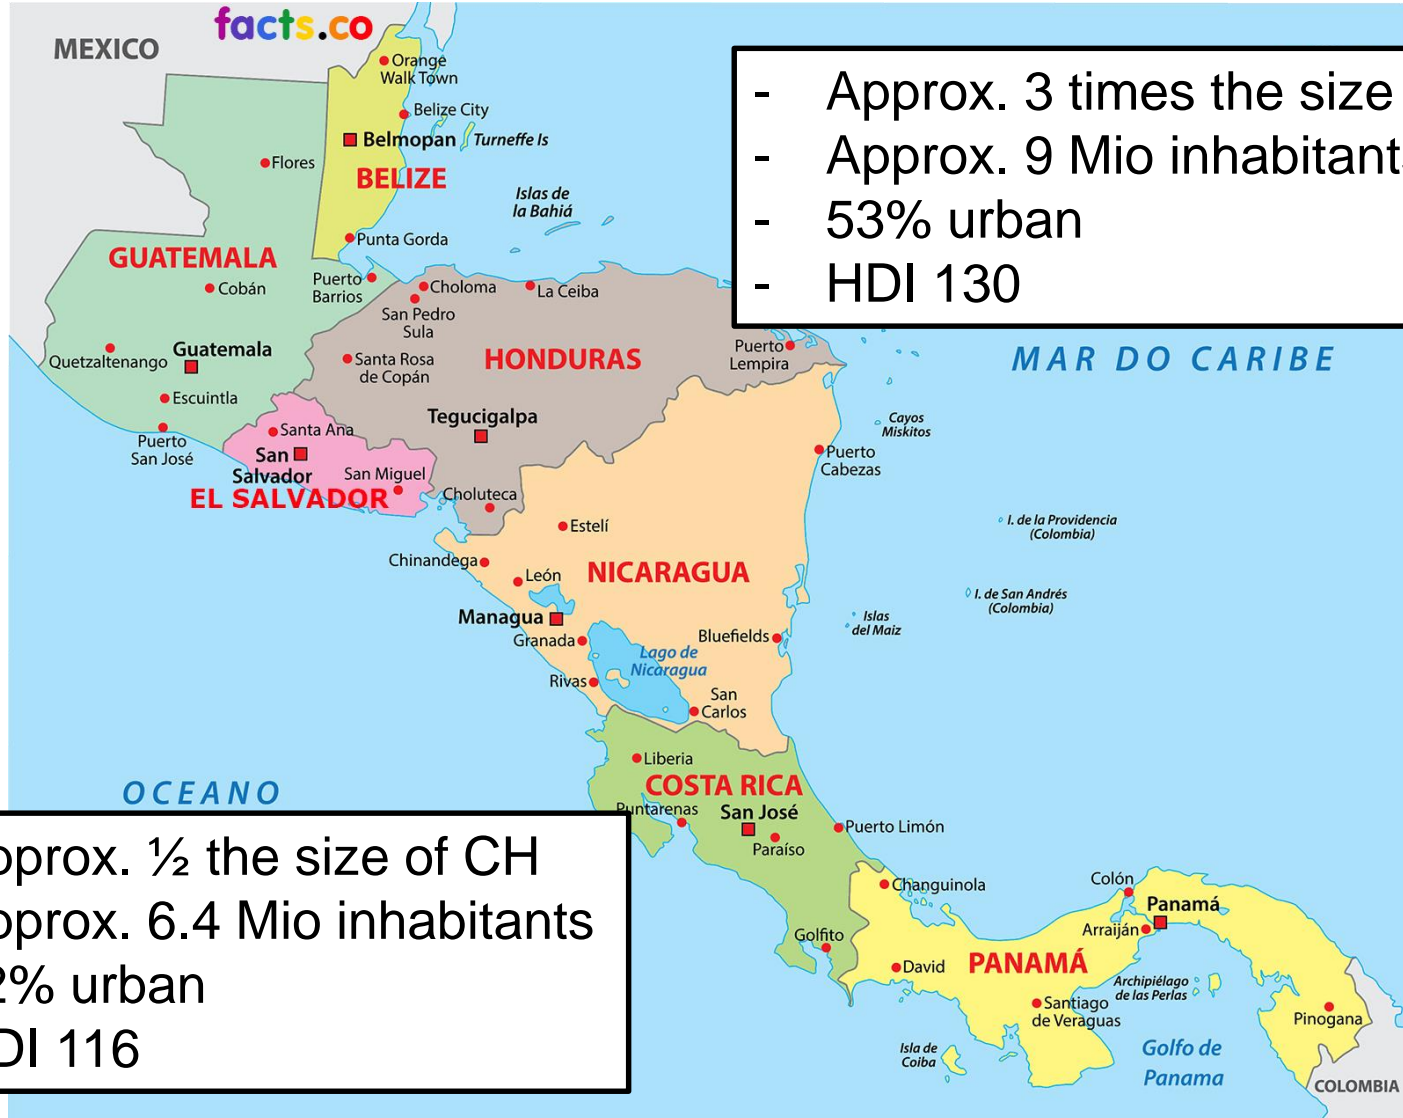 facts.co
MEXICO
Orange
Walk Town
Belize City
Belmopan
Turneffe Is
BELIZE
Flores
Islas de
la Bahiá
Punta Gorda
GUATEMALA
Cobán
Puerto
Barrios
Choloma
La Ceiba
San Pedro
Sula
Quetzaltenango
Guatemala
Santa Rosa
de Copán
HONDURAS
Puerto
Lempira
Escuintla
Tegucigalpa
Puerto
San José
Santa Ana
San
Salvador
San Miguel
EL SALVADOR
Choluteca
- Approx. 3 times the size
- Approx. 9 Mio inhabitants
- 53% urban
- HDI 130
MAR DO CARIBE
Cayos
Miskitos
Puerto
Cabezas
Estelí
I. de la Providencia
(Colombia)
Chinandega
León
NICARAGUA
I. de San Andrés
(Colombia)
Managua
Granada
Bluefields
Islas
del Maiz
Lago de
Nicaragua
Rivas
San
Carlos
Liberia
COSTA RICA
OCEANO
Puntarenas
San José
Puerto Limón
Paraíso
pprox. ½ the size of CH
pprox. 6.4 Mio inhabitants
2% urban
DI 116
Changuinola
Colón
Panamá
Arraiján
Golfito
David
PANAMÁ
Archipiélago
de las Perlas
Santiago
de Veraguas
Pinogana
Isla de
Coiba
Golfo de
Panama
COLOMBIA